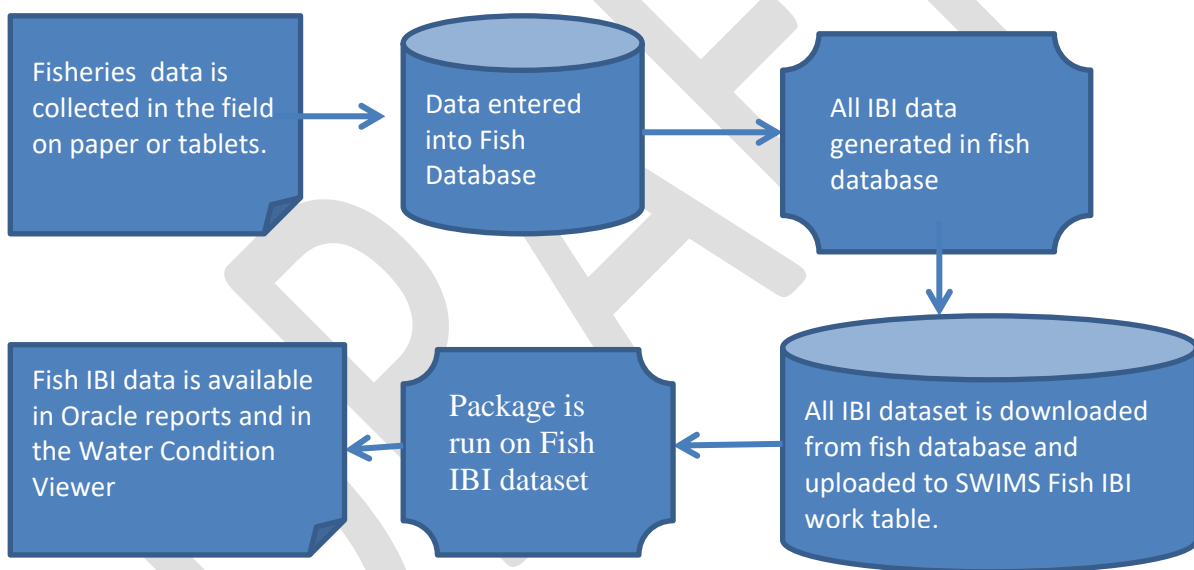 Fisheries  data is
collected in the field
on paper or tablets.
Data entered
into Fish
Database
All IBI data
generated in fish
database
All IBI dataset is downloaded
from fish database and
uploaded to SWIMS Fish IBI
work table.
Package is
run on Fish
IBI dataset
Fish IBI data is available
in Oracle reports and in
the Water Condition
Viewer